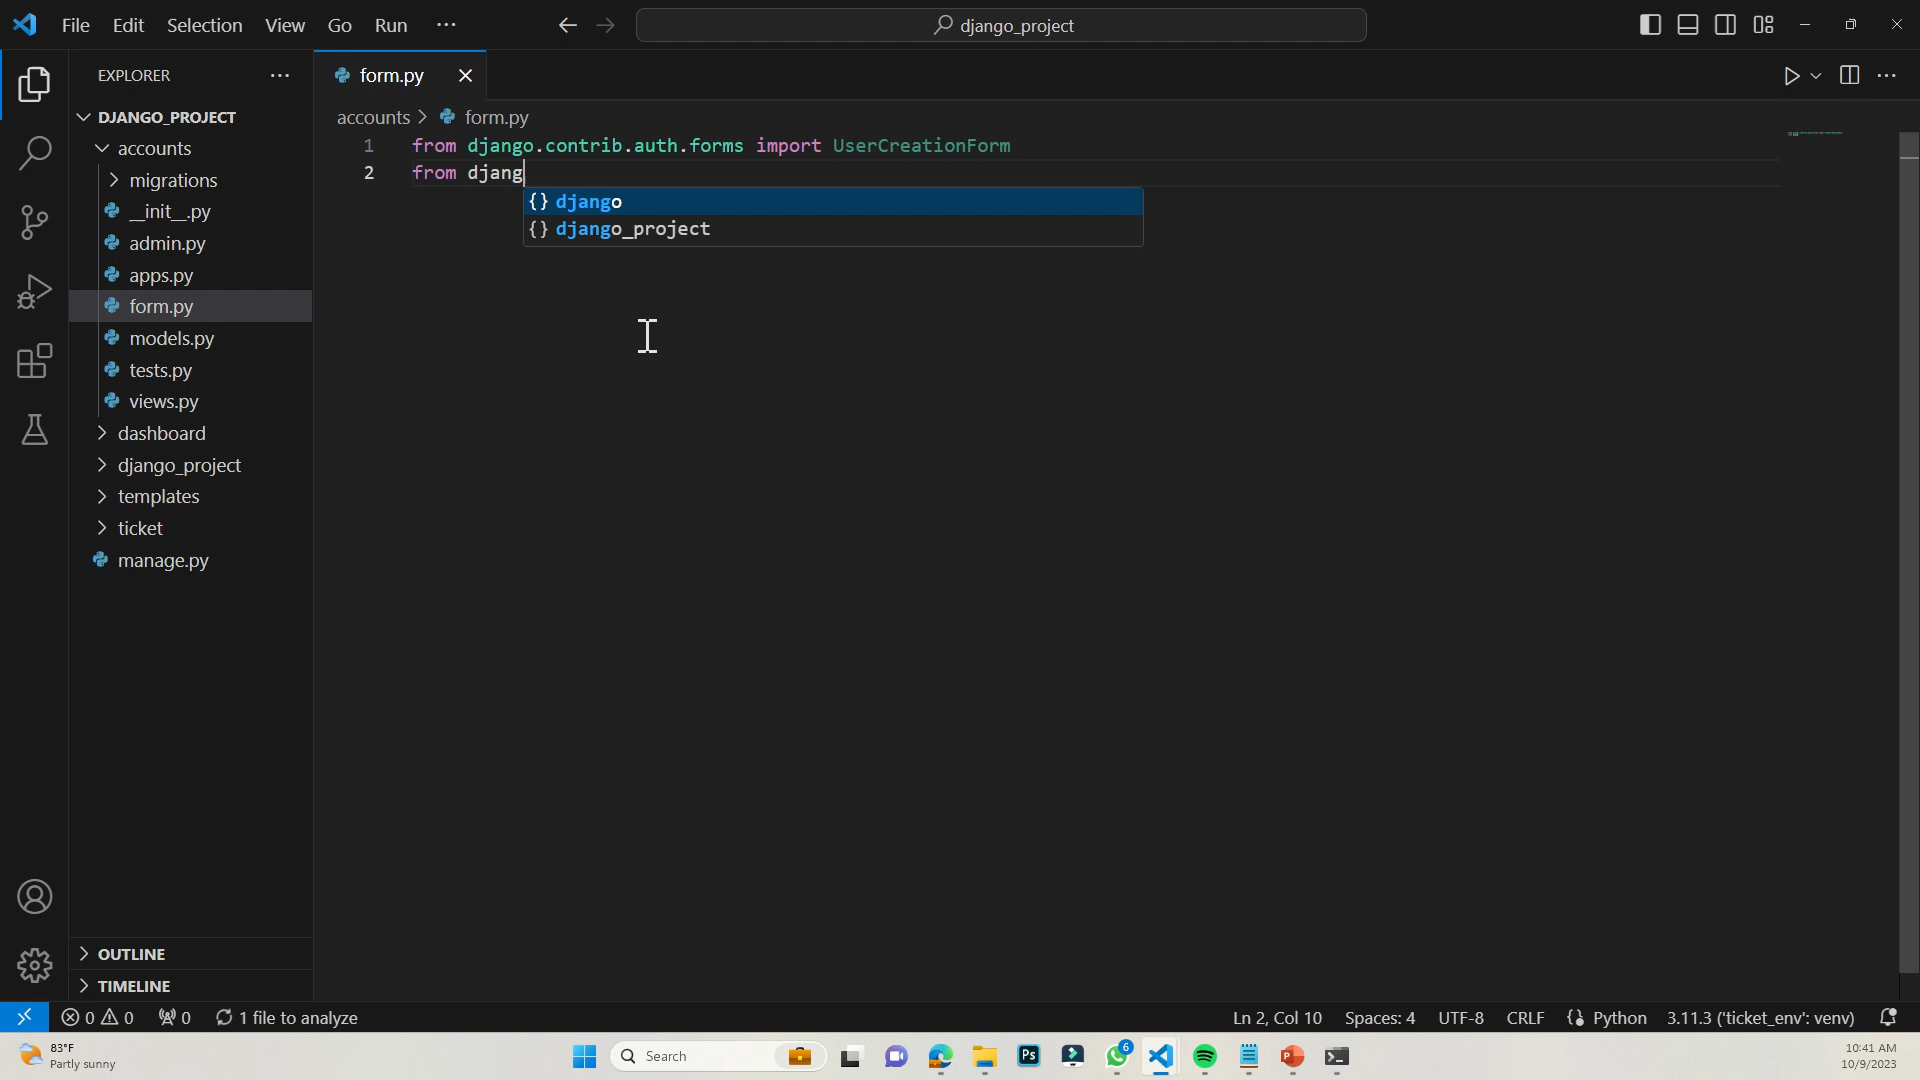 File Edit Selection View Go Run ··· django_project
EXPLORER ···
DJANGO_PROJECT
accounts
migrations
__init__.py
admin.py
apps.py
form.py
models.py
tests.py
views.py
dashboard
django_project
templates
ticket
manage.py
OUTLINE
TIMELINE
form.py
accounts > form.py
1 from django.contrib.auth.forms import UserCreationForm
2 from djang
{} django
{} django_project
0 0 0 1 file to analyze Ln 2, Col 10 Spaces: 4 UTF-8 CRLF {} Python 3.11.3 ('ticket_env': venv)
83°F
Partly sunny
Search
Ps
6
P
10:41 AM
10/9/2023